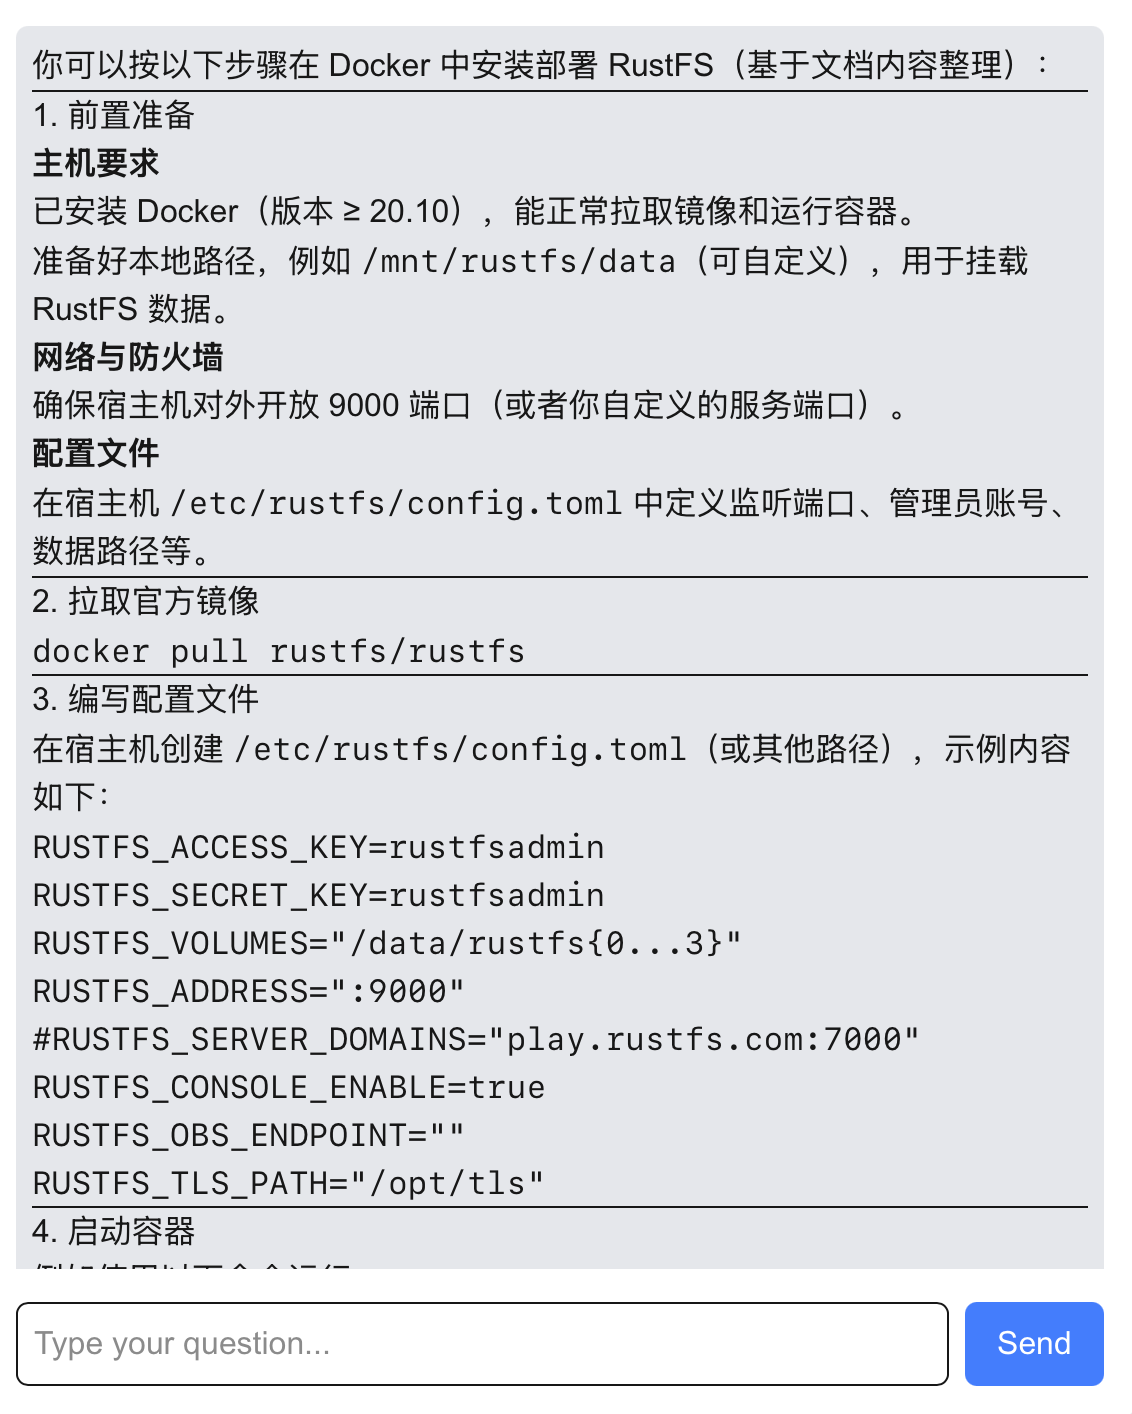 你可以按以下步骤在 Docker 中安装部署 RustFS（基于文档内容整理）：
1. 前置准备
主机要求
已安装 Docker（版本 ≥ 20.10），能正常拉取镜像和运行容器。
准备好本地路径，例如 /mnt/rustfs/data（可自定义），用于挂载
RustFS 数据。
网络与防火墙
确保宿主机对外开放 9000 端口（或者你自定义的服务端口）。
配置文件
在宿主机 /etc/rustfs/config.toml 中定义监听端口、管理员账号、
数据路径等。
2. 拉取官方镜像
docker pull rustfs/rustfs
3. 编写配置文件
在宿主机创建 /etc/rustfs/config.toml（或其他路径），示例内容
如下：
RUSTFS_ACCESS_KEY=rustfsadmin
RUSTFS_SECRET_KEY=rustfsadmin
RUSTFS_VOLUMES="/data/rustfs{0...3}"
RUSTFS_ADDRESS=":9000"
#RUSTFS_SERVER_DOMAINS="play.rustfs.com:7000"
RUSTFS_CONSOLE_ENABLE=true
RUSTFS_OBS_ENDPOINT=""
RUSTFS_TLS_PATH="/opt/tls"
4. 启动容器
Type your question...
Send